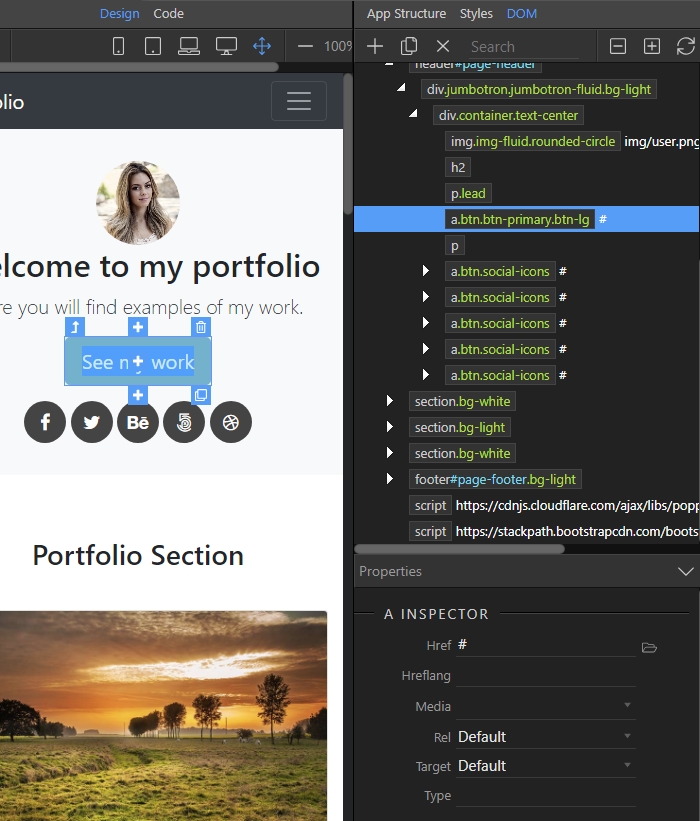 Design Code
App Structure Styles DOM
100%
Search
header#page-header
div.jumbotron.jumbotron-fluid.bg-light
div.container.text-center
img.img-fluid.rounded-circle img/user.png
h2
p.lead
a.btn.btn-primary.btn-lg #
p
a.btn.social-icons #
a.btn.social-icons #
a.btn.social-icons #
a.btn.social-icons #
a.btn.social-icons #
section.bg-white
section.bg-light
section.bg-white
footer#page-footer.bg-light
script https://cdnjs.cloudflare.com/ajax/libs/popp
script https://stackpath.bootstrapcdn.com/boots
olio
elcome to my portfolio
re you will find examples of my work.
See my work
Bē
Portfolio Section
Properties
A INSPECTOR
Href #
Hreflang
Media
Rel Default
Target Default
Type